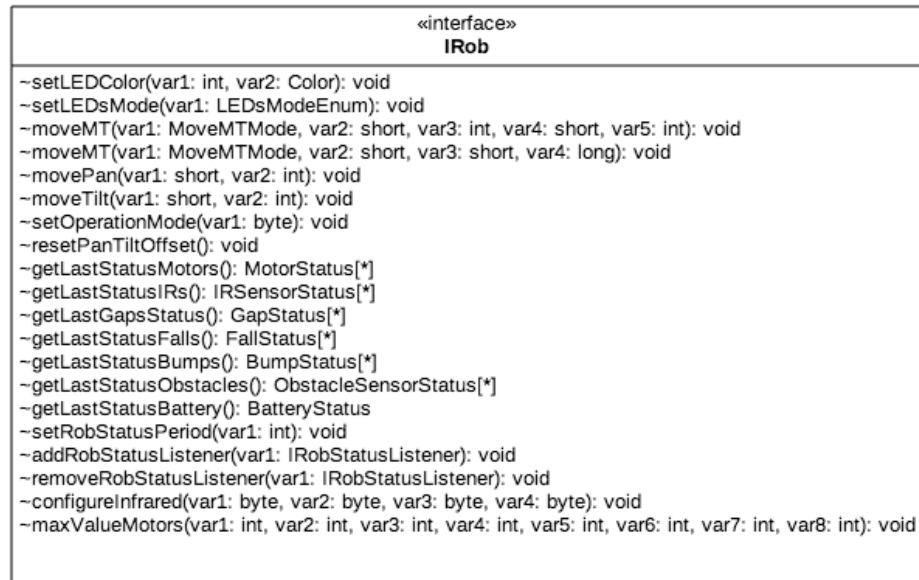 «interface»
IRob
~setLEDColor(var1: int, var2: Color): void
~setLEDsMode(var1: LEDsModeEnum): void
~moveMT(var1: MoveMTMode, var2: short, var3: int, var4: short, var5: int): void
~moveMT(var1: MoveMTMode, var2: short, var3: short, var4: long): void
~movePan(var1: short, var2: int): void
~moveTilt(var1: short, var2: int): void
~setOperationMode(var1: byte): void
~resetPanTiltOffset(): void
~getLastStatusMotors(): MotorStatus[*]
~getLastStatusIRs(): IRSensorStatus[*]
~getLastGapsStatus(): GapStatus[*]
~getLastStatusFalls(): FallStatus[*]
~getLastStatusBumps(): BumpStatus[*]
~getLastStatusObstacles(): ObstacleSensorStatus[*]
~getLastStatusBattery(): BatteryStatus
~setRobStatusPeriod(var1: int): void
~addRobStatusListener(var1: IRobStatusListener): void
~removeRobStatusListener(var1: IRobStatusListener): void
~configureInfrared(var1: byte, var2: byte, var3: byte, var4: byte): void
~maxValueMotors(var1: int, var2: int, var3: int, var4: int, var5: int, var6: int, var7: int, var8: int): void